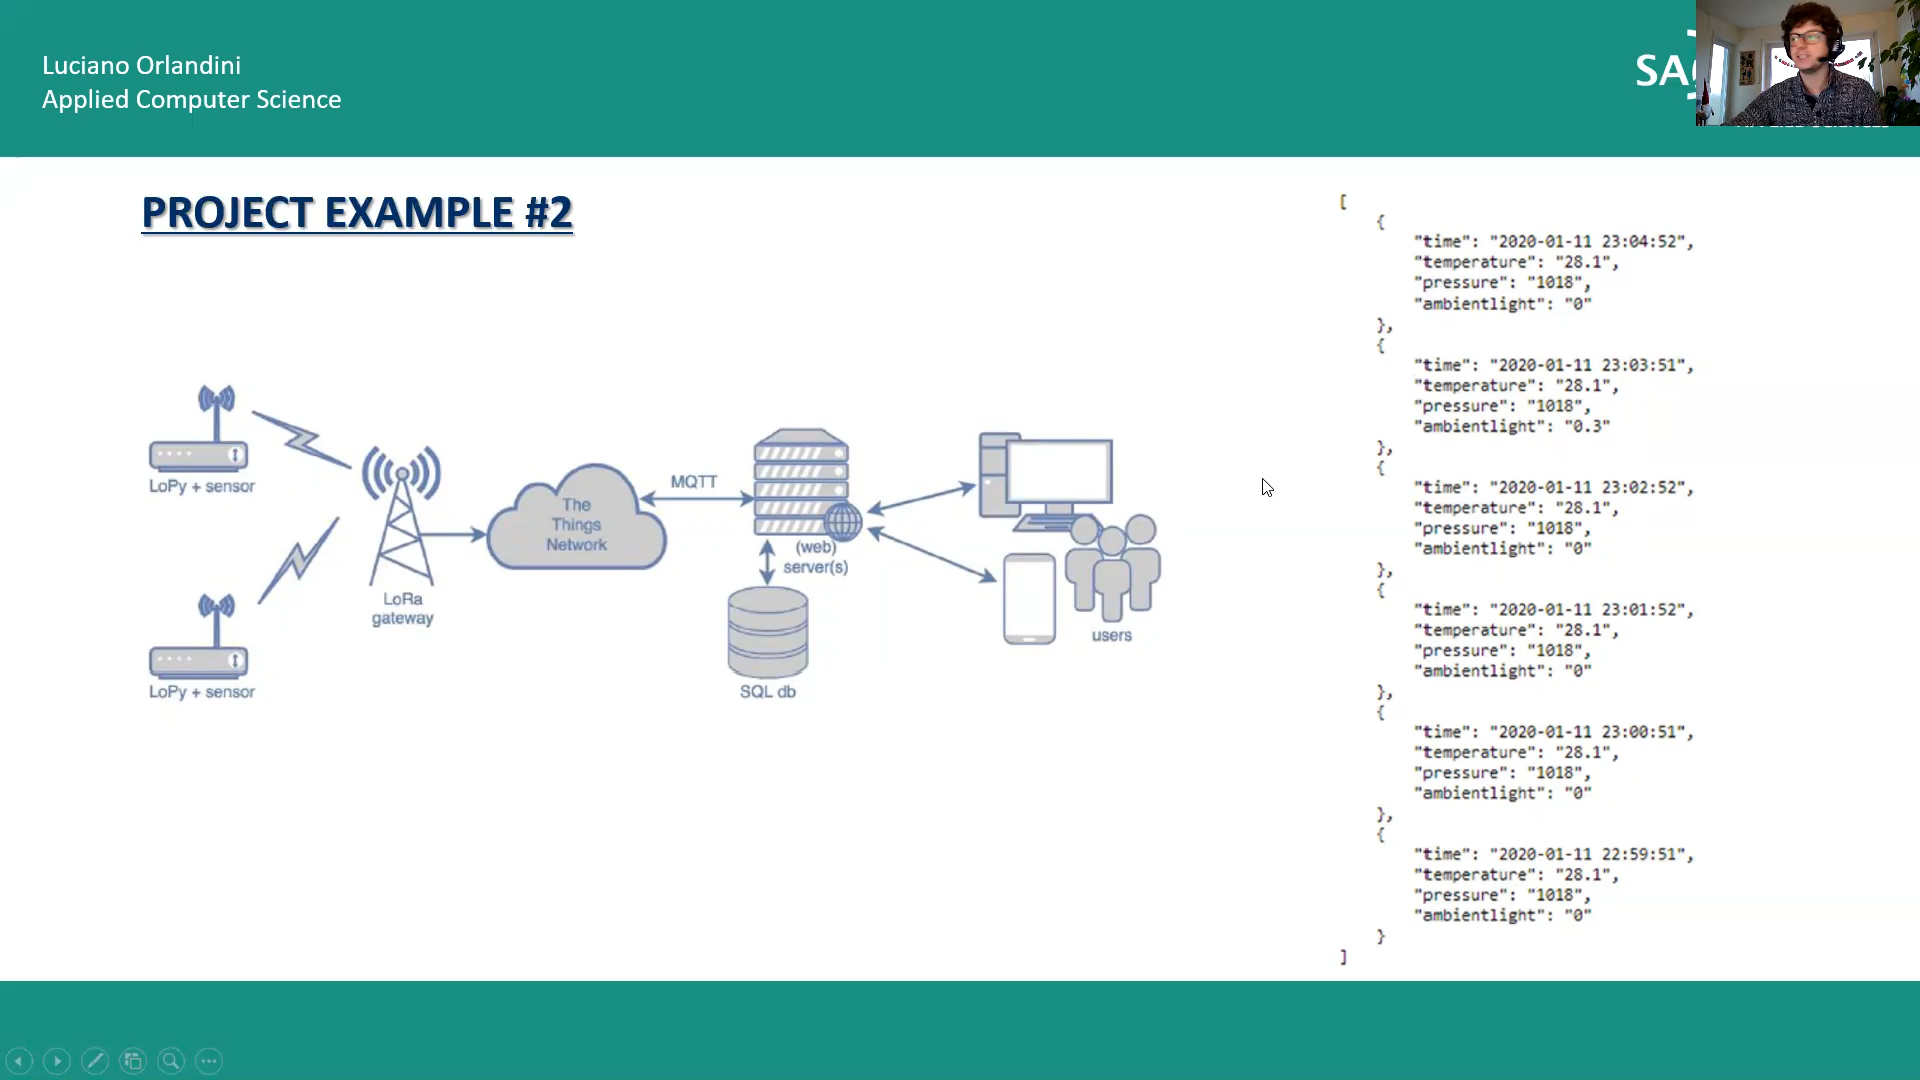 Luciano Orlandini
Applied Computer Science
SA
PROJECT EXAMPLE #2
LoPy + sensor
LoPy + sensor
LoRa
gateway
The
Things
Network
MQTT
(web)
server(s)
SQL db
users
[
{
"time": "2020-01-11 23:04:52",
"temperature": "28.1",
"pressure": "1018",
"ambientlight": "0"
},
{
"time": "2020-01-11 23:03:51",
"temperature": "28.1",
"pressure": "1018",
"ambientlight": "0.3"
},
{
"time": "2020-01-11 23:02:52",
"temperature": "28.1",
"pressure": "1018",
"ambientlight": "0"
},
{
"time": "2020-01-11 23:01:52",
"temperature": "28.1",
"pressure": "1018",
"ambientlight": "0"
},
{
"time": "2020-01-11 23:00:51",
"temperature": "28.1",
"pressure": "1018",
"ambientlight": "0"
},
{
"time": "2020-01-11 22:59:51",
"temperature": "28.1",
"pressure": "1018",
"ambientlight": "0"
}
]